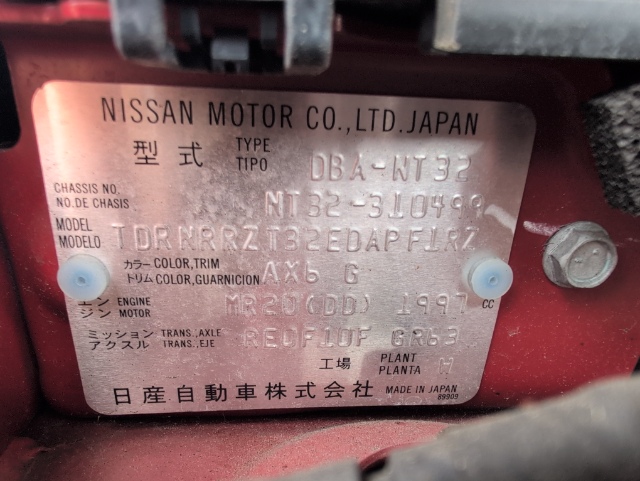 NISSAN MOTOR CO.,LTD.JAPAN
型式 TYPE TIPO DBA-NT32
CHASSIS NO. NO.DE CHASIS NT32-310499
MODEL MODELO TDRNRRZT32EDAPF1RZ
カラー COLOR,TRIM トリム COLOR,GUARNICION AX6 G
エンジン ENGINE MOTOR MR20(DD) 1997 cc
ミッション TRANS.,AXLE アクスル TRANS.,EJE RE0F10F GR63
工場 PLANT PLANTA
日産自動車株式会社 MADE IN JAPAN
89909